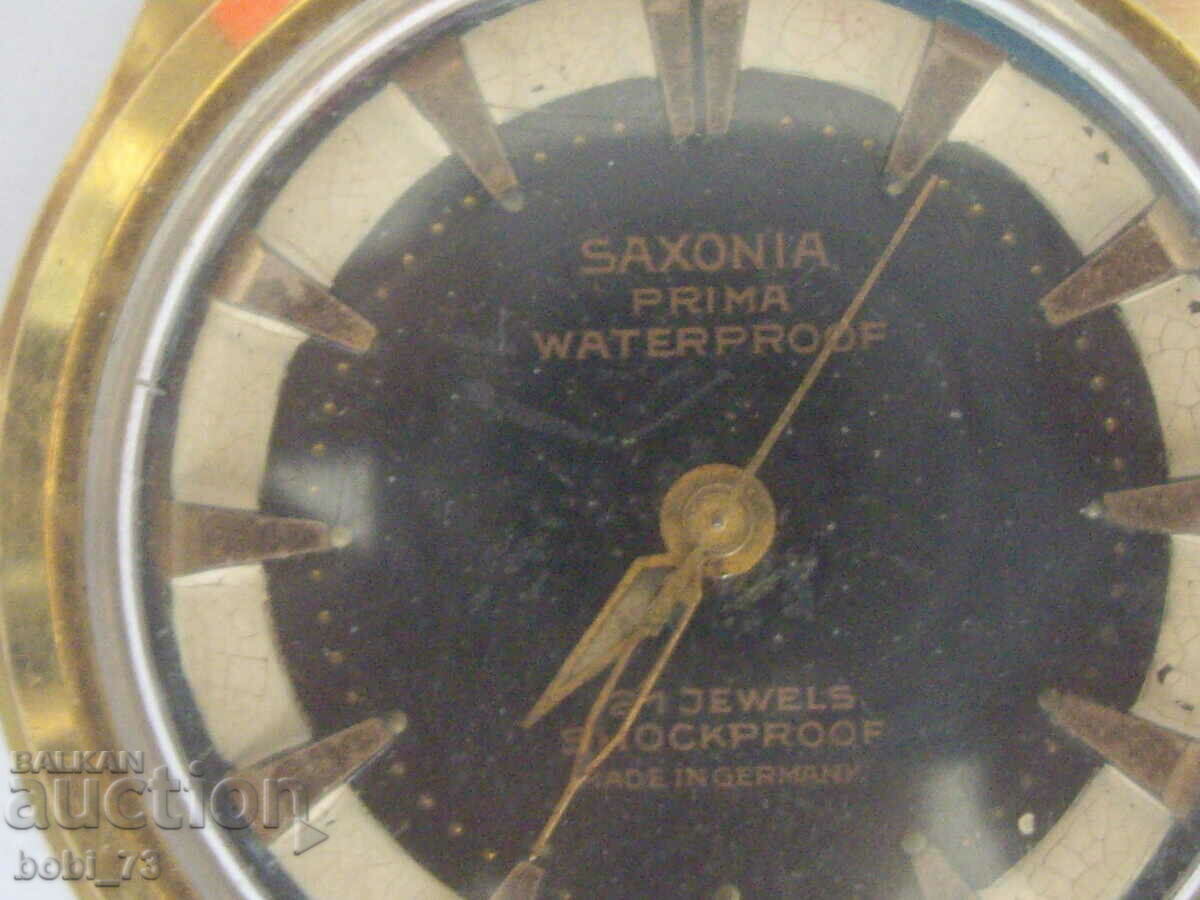 SAXONIA
PRIMA
WATERPROOF
21 JEWELS
SHOCKPROOF
MADE IN GERMANY
BALKAN
auction
bobi_73